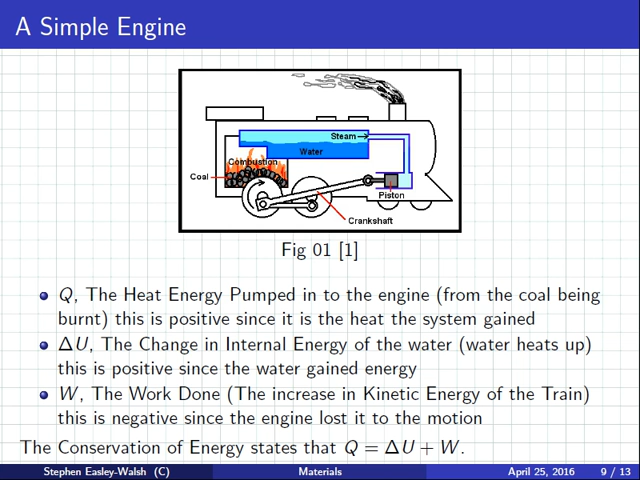 A Simple Engine
Steam
Water
Combustion
Coal
Piston
Crankshaft
Fig 01 [1]
Q, The Heat Energy Pumped in to the engine (from the coal being
burnt) this is positive since it is the heat the system gained
ΔU, The Change in Internal Energy of the water (water heats up)
this is positive since the water gained energy
W, The Work Done (The increase in Kinetic Energy of the Train)
this is negative since the engine lost it to the motion
The Conservation of Energy states that Q = ΔU + W.
Stephen Easley-Walsh (C) Materials April 25, 2016 9 / 13